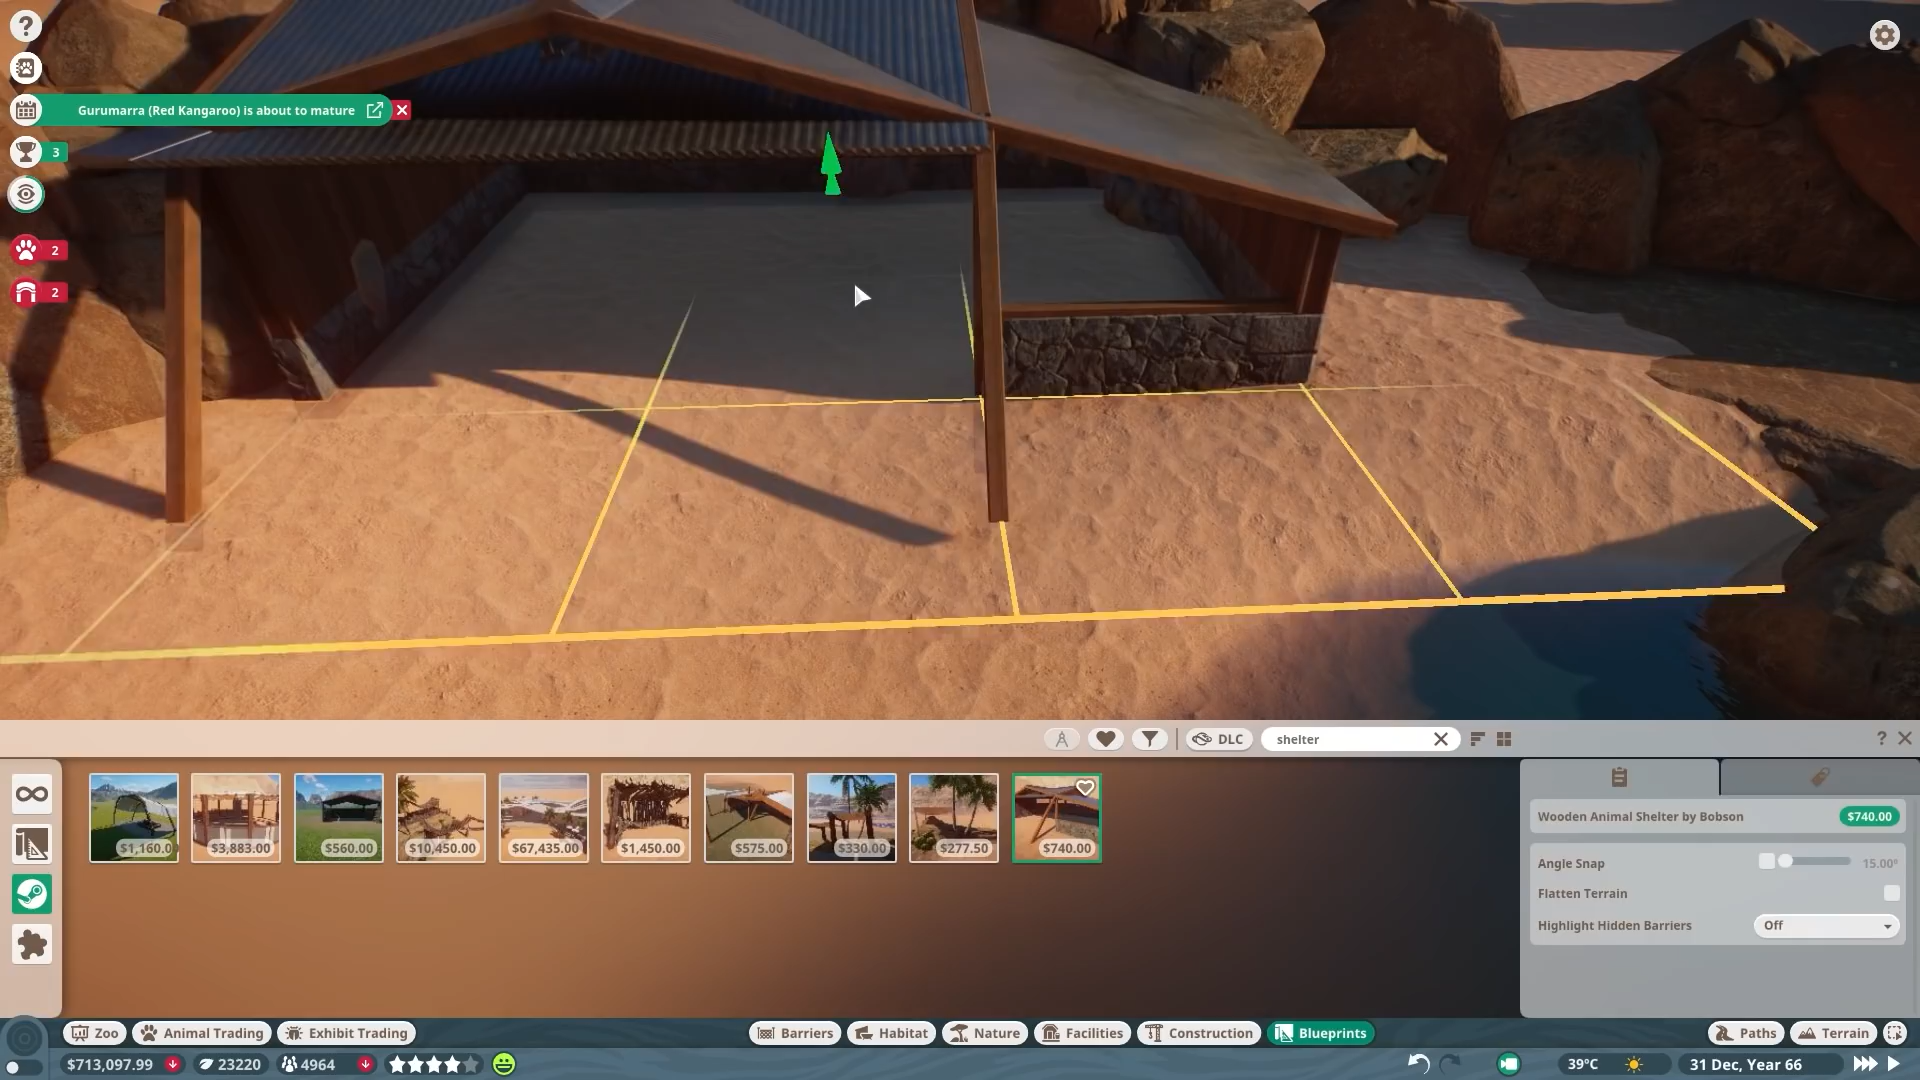 ?
Gurumarra (Red Kangaroo) is about to mature
3
2
2
DLC
shelter
?
$1,160.00
$3,883.00
$560.00
$10,450.00
$67,435.00
$1,450.00
$575.00
$330.00
$277.50
$740.00
Wooden Animal Shelter by Bobson
$740.00
Angle Snap
15.00°
Flatten Terrain
Highlight Hidden Barriers
Off
Zoo
Animal Trading
Exhibit Trading
Barriers
Habitat
Nature
Facilities
Construction
Blueprints
Paths
Terrain
$713,097.99
23220
4964
39°C
31 Dec, Year 66